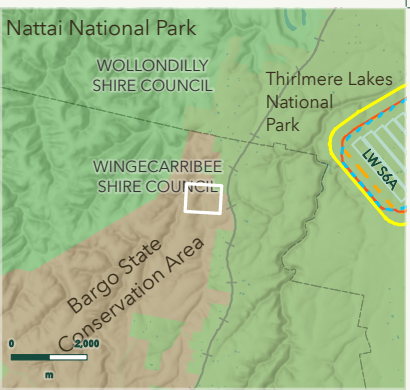 Nattai National Park
WOLLONDILLY
SHIRE COUNCIL
Thirlmere Lakes
National
Park
LW S6A
WINGECARRIBEE
SHIRE COUNCIL
Bargo State
Conservation Area
0 2,000
m